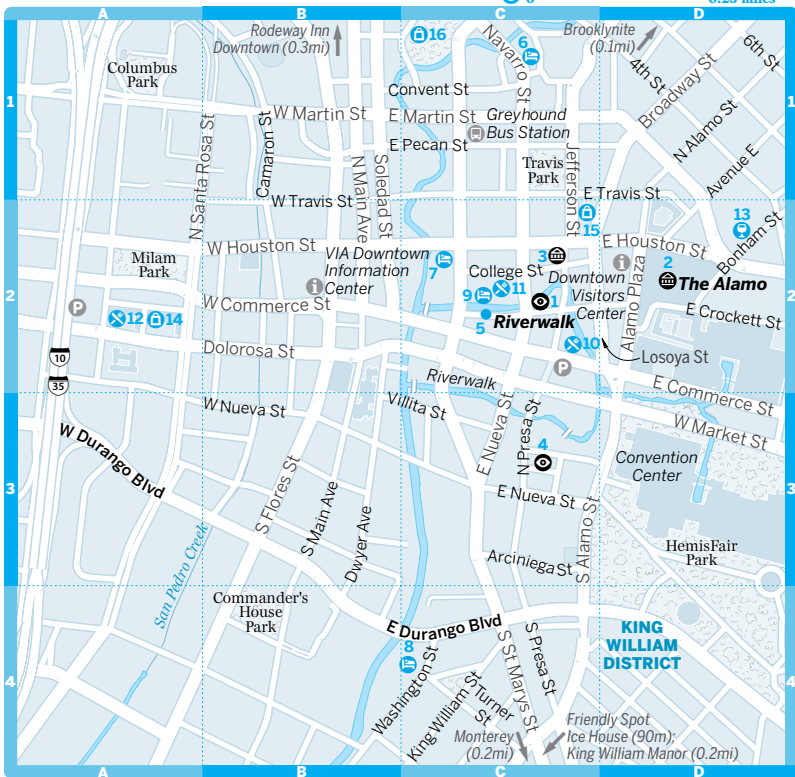 0.25 miles
A
B
C
D
Rodeway Inn
Downtown (0.3mi)
16
Navarro St
6
Brooklynite
(0.1mi)
6th St
4th St
Broadway St
Columbus
Park
Convent St
1
1
W Martin St
E Martin St
Greyhound
Bus Station
N Alamo St
Camaron St
E Pecan St
N Santa Rosa St
N Main Ave
Soledad St
Travis
Park
Jefferson St
Avenue E
W Travis St
E Travis St
15
13
Bonham St
W Houston St
E Houston St
Milam
Park
VIA Downtown
Information
Center
7
3
College St
Downtown
Visitors
Center
Alamo Plaza
2
The Alamo
2
2
P
12
14
W Commerce St
9
11
1
5
Riverwalk
E Crockett St
10
Dolorosa St
Losoya St
10
35
P
Riverwalk
E Commerce St
W Nueva St
Villita St
E Nueva St
N Presa St
W Market St
W Durango Blvd
4
Convention
Center
3
3
S Flores St
S Main Ave
Dwyer Ave
E Nueva St
S Alamo St
San Pedro Creek
Arciniega St
HemisFair
Park
Commander's
House
Park
E Durango Blvd
KING
WILLIAM
DISTRICT
8
S St Marys St
S Presa St
4
4
Washington St
King William St
Turner
St
Monterey
(0.2mi)
Friendly Spot
Ice House (90m);
King William Manor (0.2mi)
A
B
C
D